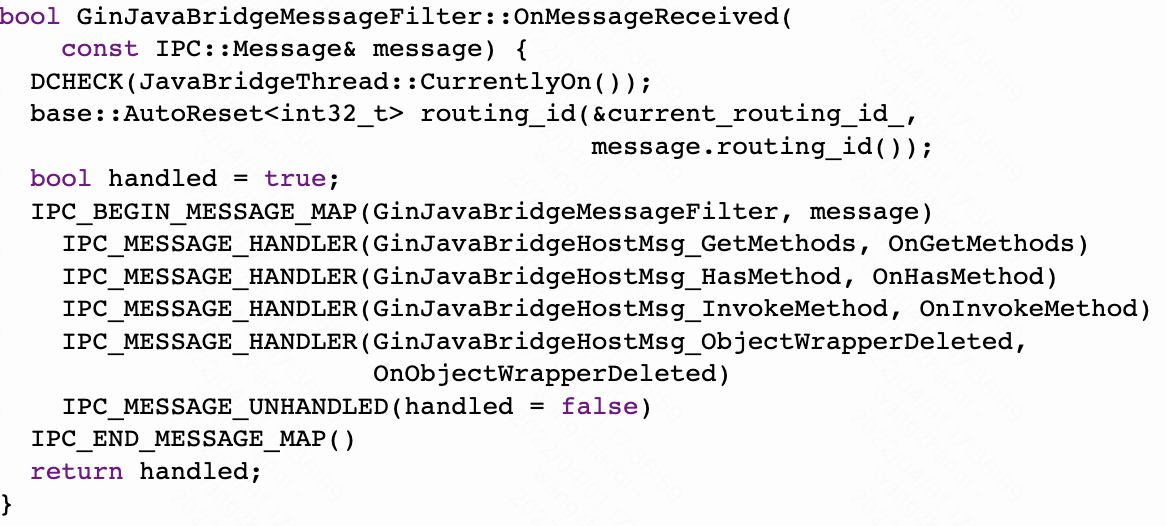 bool GinJavaBridgeMessageFilter::OnMessageReceived(
    const IPC::Message& message) {
  DCHECK(JavaBridgeThread::CurrentlyOn());
  base::AutoReset<int32_t> routing_id(&current_routing_id_,
                                      message.routing_id());
  bool handled = true;
  IPC_BEGIN_MESSAGE_MAP(GinJavaBridgeMessageFilter, message)
    IPC_MESSAGE_HANDLER(GinJavaBridgeHostMsg_GetMethods, OnGetMethods)
    IPC_MESSAGE_HANDLER(GinJavaBridgeHostMsg_HasMethod, OnHasMethod)
    IPC_MESSAGE_HANDLER(GinJavaBridgeHostMsg_InvokeMethod, OnInvokeMethod)
    IPC_MESSAGE_HANDLER(GinJavaBridgeHostMsg_ObjectWrapperDeleted,
                        OnObjectWrapperDeleted)
    IPC_MESSAGE_UNHANDLED(handled = false)
  IPC_END_MESSAGE_MAP()
  return handled;
}